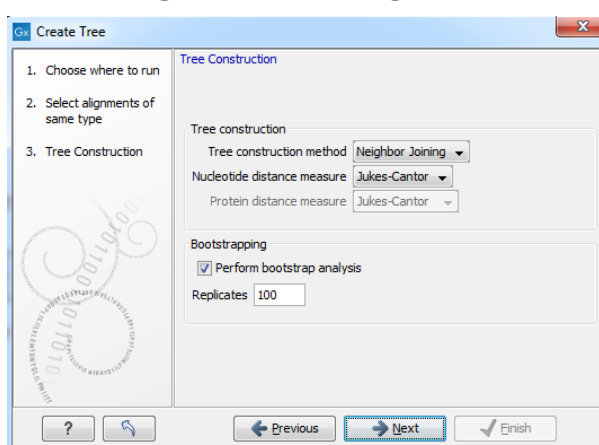 Gx Create Tree
1. Choose where to run
2. Select alignments of
same type
3. Tree Construction
Tree Construction
Tree construction
Tree construction method Neighbor Joining
Nucleotide distance measure Jukes-Cantor
Protein distance measure Jukes-Cantor
Bootstrapping
Perform bootstrap analysis
Replicates 100
?
Previous
Next
Finish